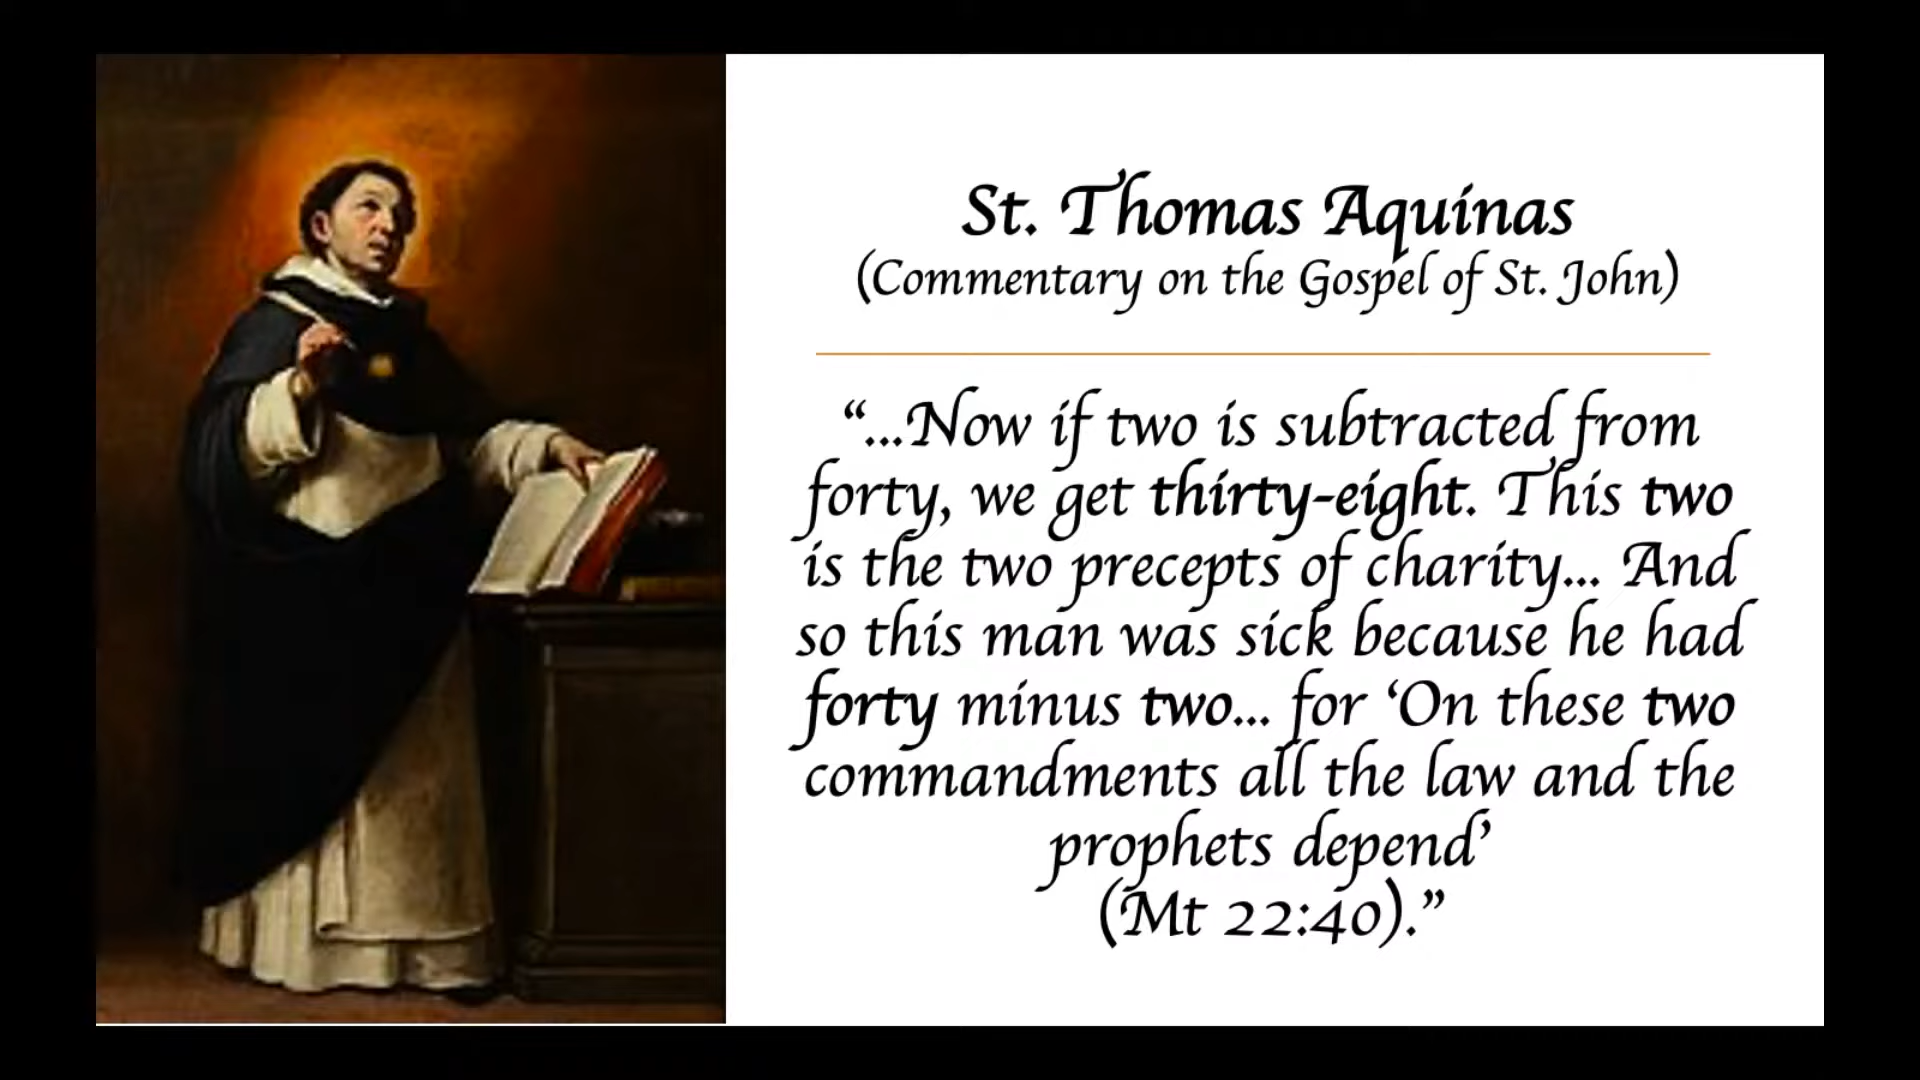 St. Thomas Aquinas
(Commentary on the Gospel of St. John)
“...Now if two is subtracted from
forty, we get thirty-eight. This two
is the two precepts of charity... And
so this man was sick because he had
forty minus two... for ‘On these two
commandments all the law and the
prophets depend’
(Mt 22:40).”